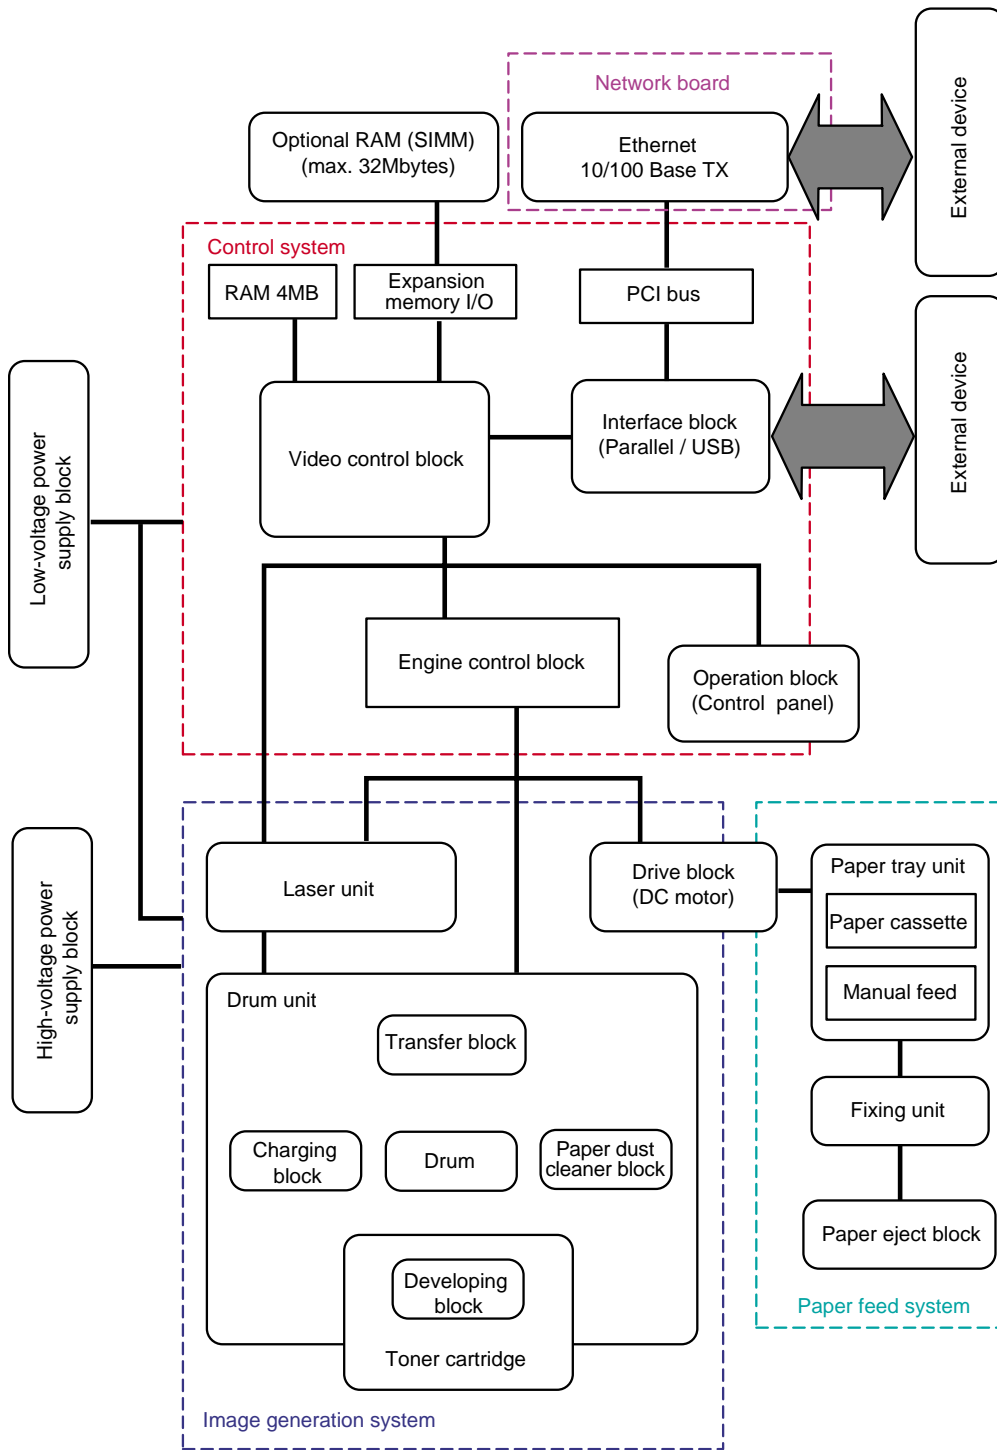 Network board
Optional RAM (SIMM)
(max. 32Mbytes)
Ethernet
10/100 Base TX
External device
Control system
RAM 4MB
Expansion
memory I/O
PCI bus
External device
Low-voltage power
supply block
Video control block
Interface block
(Parallel / USB)
Engine control block
Operation block
(Control panel)
High-voltage power
supply block
Laser unit
Drive block
(DC motor)
Paper tray unit
Paper cassette
Manual feed
Drum unit
Transfer block
Charging
block
Drum
Paper dust
cleaner block
Fixing unit
Paper eject block
Developing
block
Toner cartridge
Paper feed system
Image generation system